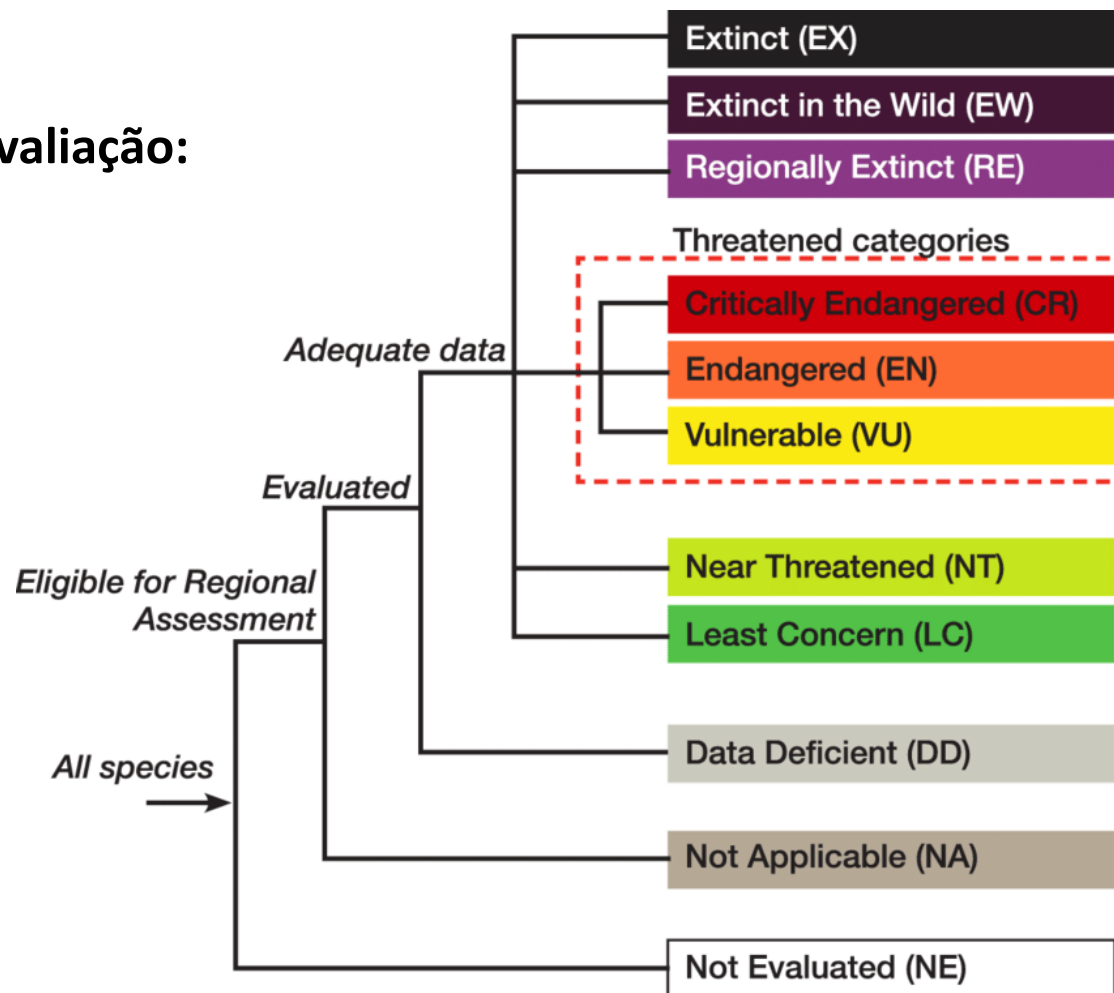 valiação:
Extinct (EX)
Extinct in the Wild (EW)
Regionally Extinct (RE)
Threatened categories
Critically Endangered (CR)
Adequate data
Endangered (EN)
Vulnerable (VU)
Evaluated
Near Threatened (NT)
Eligible for Regional
Assessment
Least Concern (LC)
Data Deficient (DD)
All species
Not Applicable (NA)
Not Evaluated (NE)